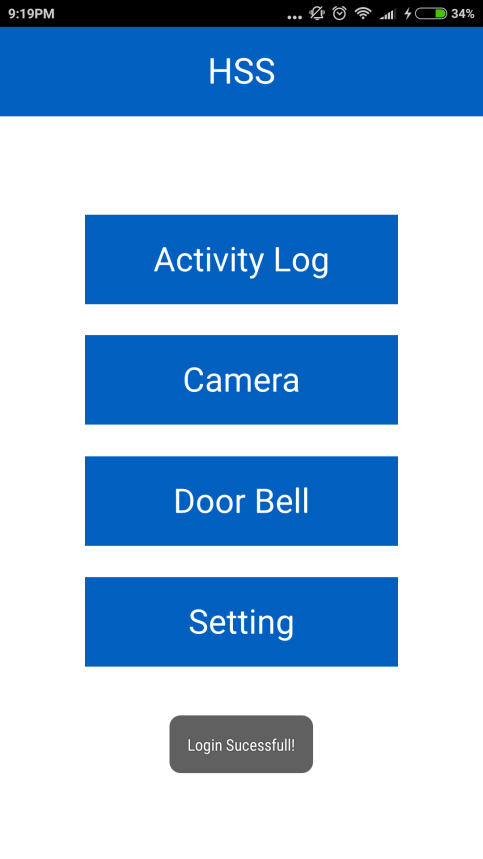 9:19PM
34%
HSS
Activity Log
Camera
Door Bell
Setting
Login Sucessfull!